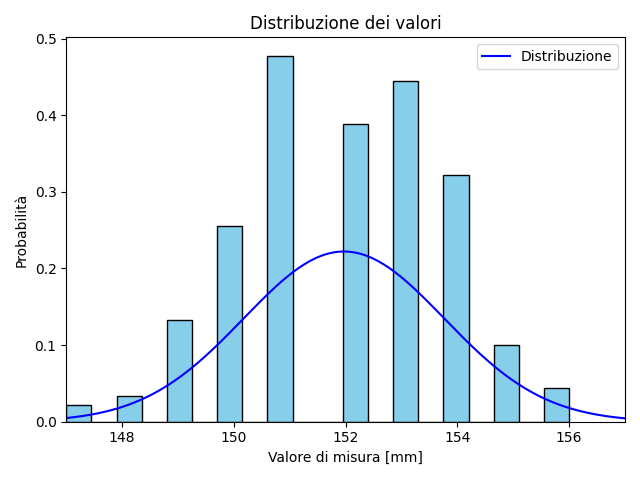 Distribuzione dei valori
Distribuzione
0.5
0.4
0.3
0.2
0.1
0.0
Probabilità
148 150 152 154 156
Valore di misura [mm]